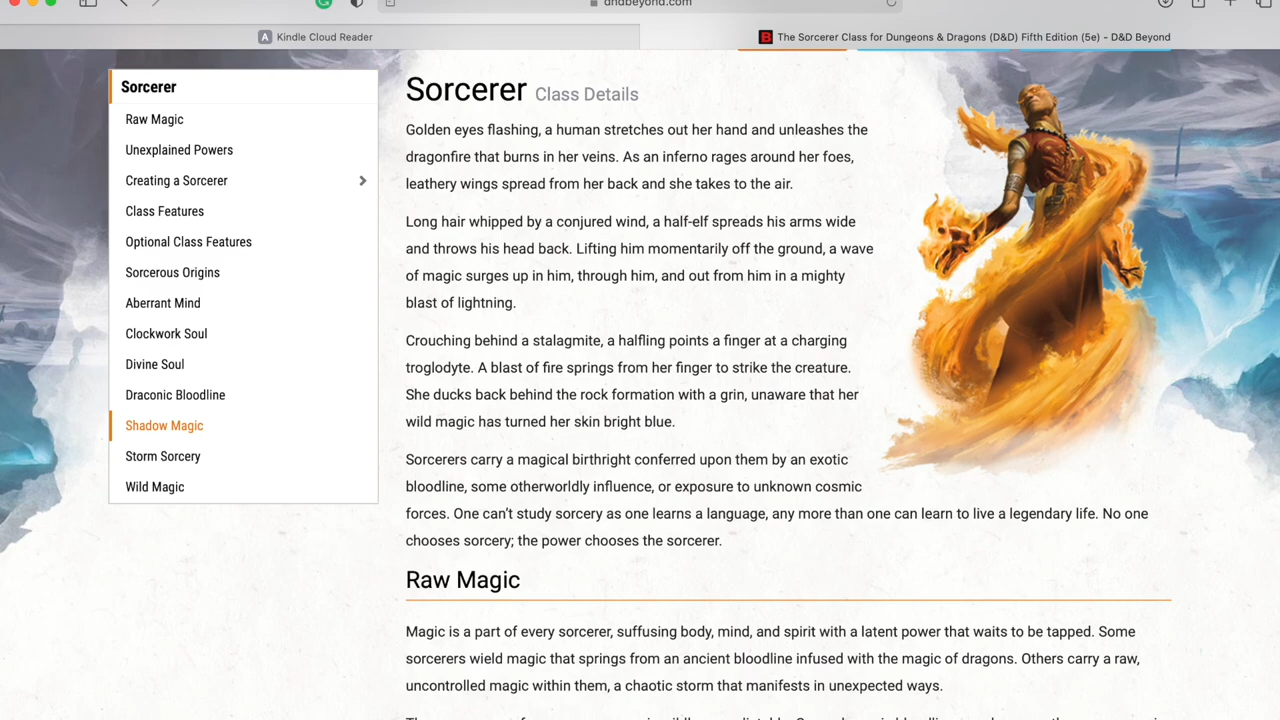 dndbeyond.com
Kindle Cloud Reader
The Sorcerer Class for Dungeons & Dragons (D&D) Fifth Edition (5e) - D&D Beyond
Sorcerer
Raw Magic
Unexplained Powers
Creating a Sorcerer
Class Features
Optional Class Features
Sorcerous Origins
Aberrant Mind
Clockwork Soul
Divine Soul
Draconic Bloodline
Shadow Magic
Storm Sorcery
Wild Magic
Sorcerer Class Details
Golden eyes flashing, a human stretches out her hand and unleashes the
dragonfire that burns in her veins. As an inferno rages around her foes,
leathery wings spread from her back and she takes to the air.
Long hair whipped by a conjured wind, a half-elf spreads his arms wide
and throws his head back. Lifting him momentarily off the ground, a wave
of magic surges up in him, through him, and out from him in a mighty
blast of lightning.
Crouching behind a stalagmite, a halfling points a finger at a charging
troglodyte. A blast of fire springs from her finger to strike the creature.
She ducks back behind the rock formation with a grin, unaware that her
wild magic has turned her skin bright blue.
Sorcerers carry a magical birthright conferred upon them by an exotic
bloodline, some otherworldly influence, or exposure to unknown cosmic
forces. One can't study sorcery as one learns a language, any more than one can learn to live a legendary life. No one
chooses sorcery; the power chooses the sorcerer.
Raw Magic
Magic is a part of every sorcerer, suffusing body, mind, and spirit with a latent power that waits to be tapped. Some
sorcerers wield magic that springs from an ancient bloodline infused with the magic of dragons. Others carry a raw,
uncontrolled magic within them, a chaotic storm that manifests in unexpected ways.